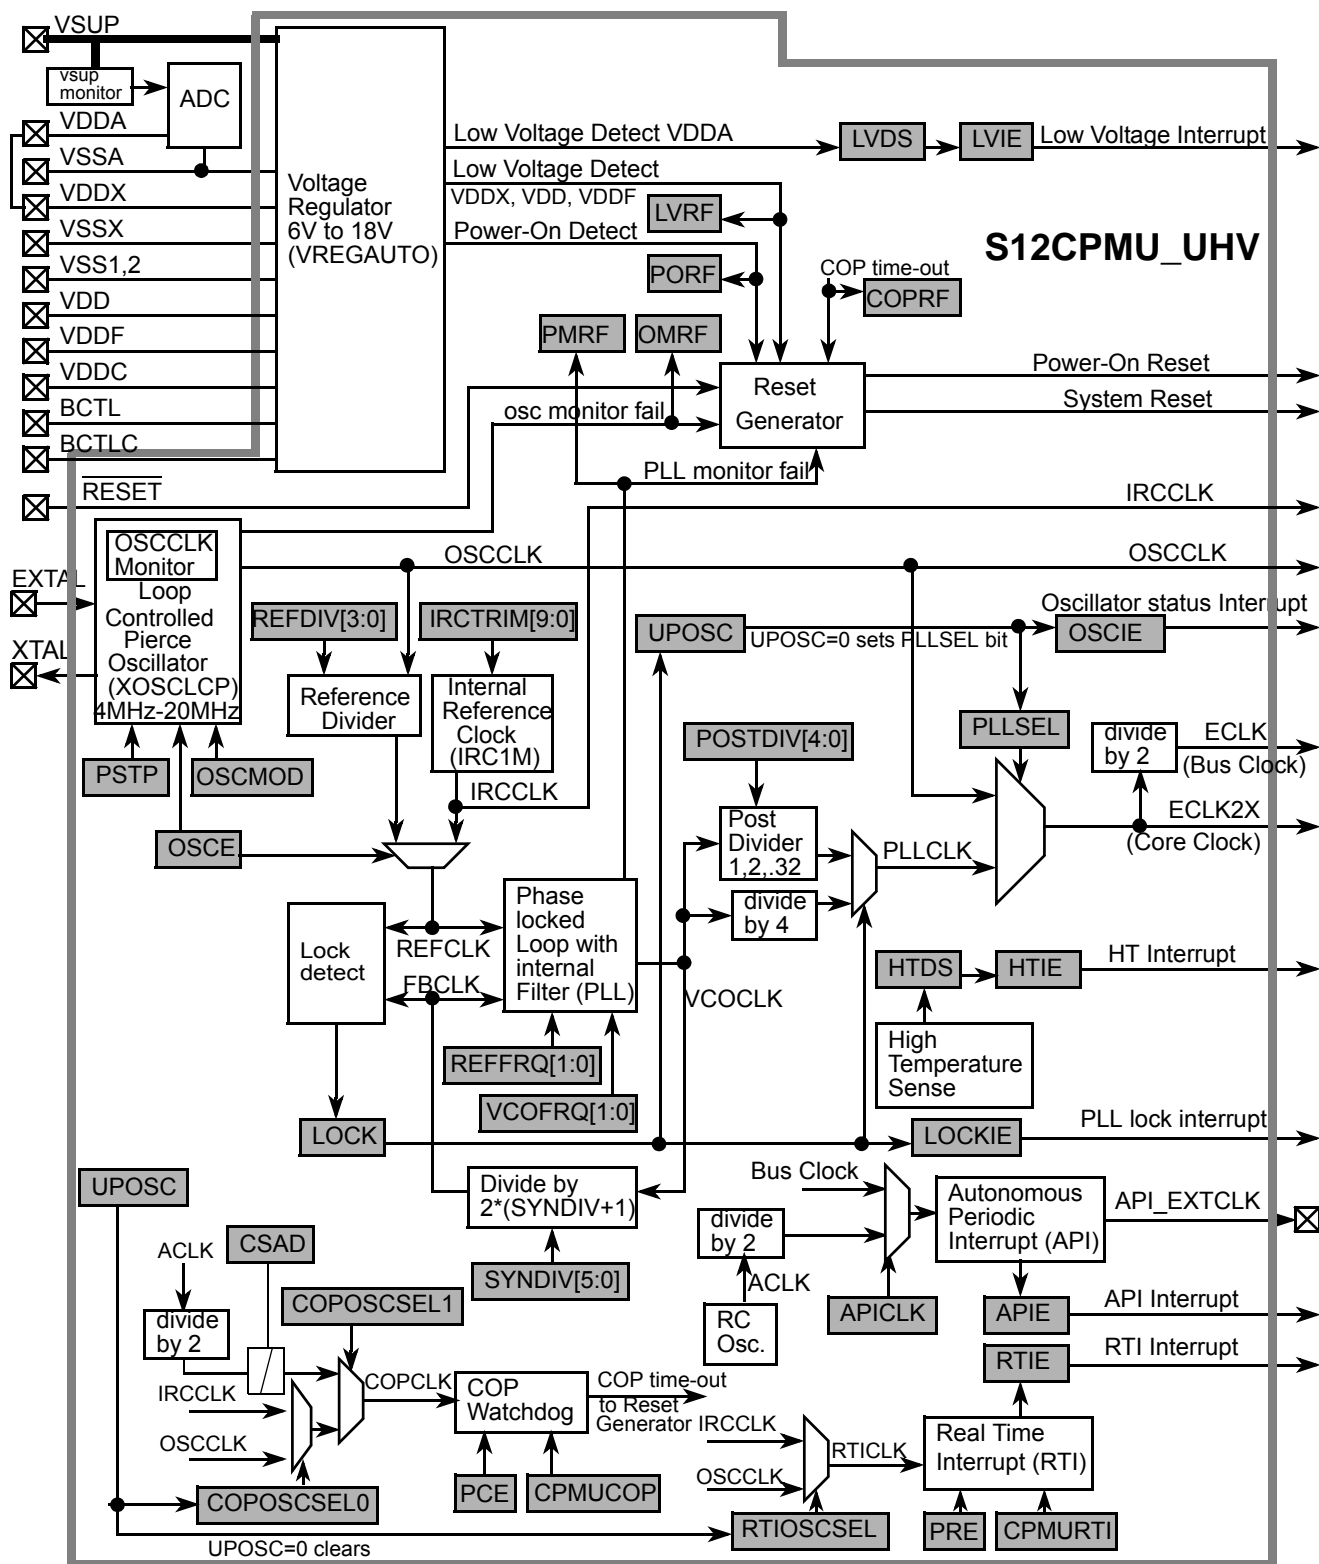 VSUP
vsup
monitor
ADC
VDDA
VSSA
VDDX
VSSX
VSS1,2
VDD
VDDF
VDDC
BCTL
BCTLC
RESET
Voltage
Regulator
6V to 18V
(VREGAUTO)
Low Voltage Detect VDDA
LVDS
LVIE
Low Voltage Interrupt
Low Voltage Detect
VDDX, VDD, VDDF
LVRF
Power-On Detect
PORF
S12CPMU_UHV
COP time-out
COPRF
PMRF
OMRF
Reset
Generator
Power-On Reset
System Reset
osc monitor fail
PLL monitor fail
IRCCLK
OSCCLK
Monitor
Loop
Controlled
Pierce
Oscillator
(XOSCLCP)
4MHz-20MHz
EXTAL
XTAL
OSCCLK
OSCCLK
REFDIV[3:0]
IRCTRIM[9:0]
UPOSC
UPOSC=0 sets PLLSEL bit
Oscillator status Interrupt
OSCIE
Reference
Divider
Internal
Reference
Clock
(IRC1M)
PSTP
OSCMOD
OSCE
IRCCLK
POSTDIV[4:0]
PLLSEL
divide
by 2
ECLK
(Bus Clock)
ECLK2X
(Core Clock)
Post
Divider
1,2,.32
PLLCLK
divide
by 4
Lock
detect
REFCLK
FBCLK
Phase
locked
Loop with
internal
Filter (PLL)
VCOCLK
REFFRQ[1:0]
VCOFRQ[1:0]
HTDS
HTIE
HT Interrupt
High
Temperature
Sense
LOCK
LOCKIE
PLL lock interrupt
UPOSC
Divide by
2*(SYNDIV+1)
SYNDIV[5:0]
Bus Clock
divide
by 2
ACLK
RC
Osc.
APICLK
Autonomous
Periodic
Interrupt (API)
API_EXTCLK
APIE
API Interrupt
RTIE
RTI Interrupt
ACLK
CSAD
divide
by 2
COPOSCSEL1
IRCCLK
OSCCLK
COPCLK
COP
Watchdog
COP time-out
to Reset
Generator
PCE
CPMUCOP
COPOSCSEL0
UPOSC=0 clears
IRCCLK
OSCCLK
RTICLK
RTIOSCSEL
Real Time
Interrupt (RTI)
PRE
CPMURTI